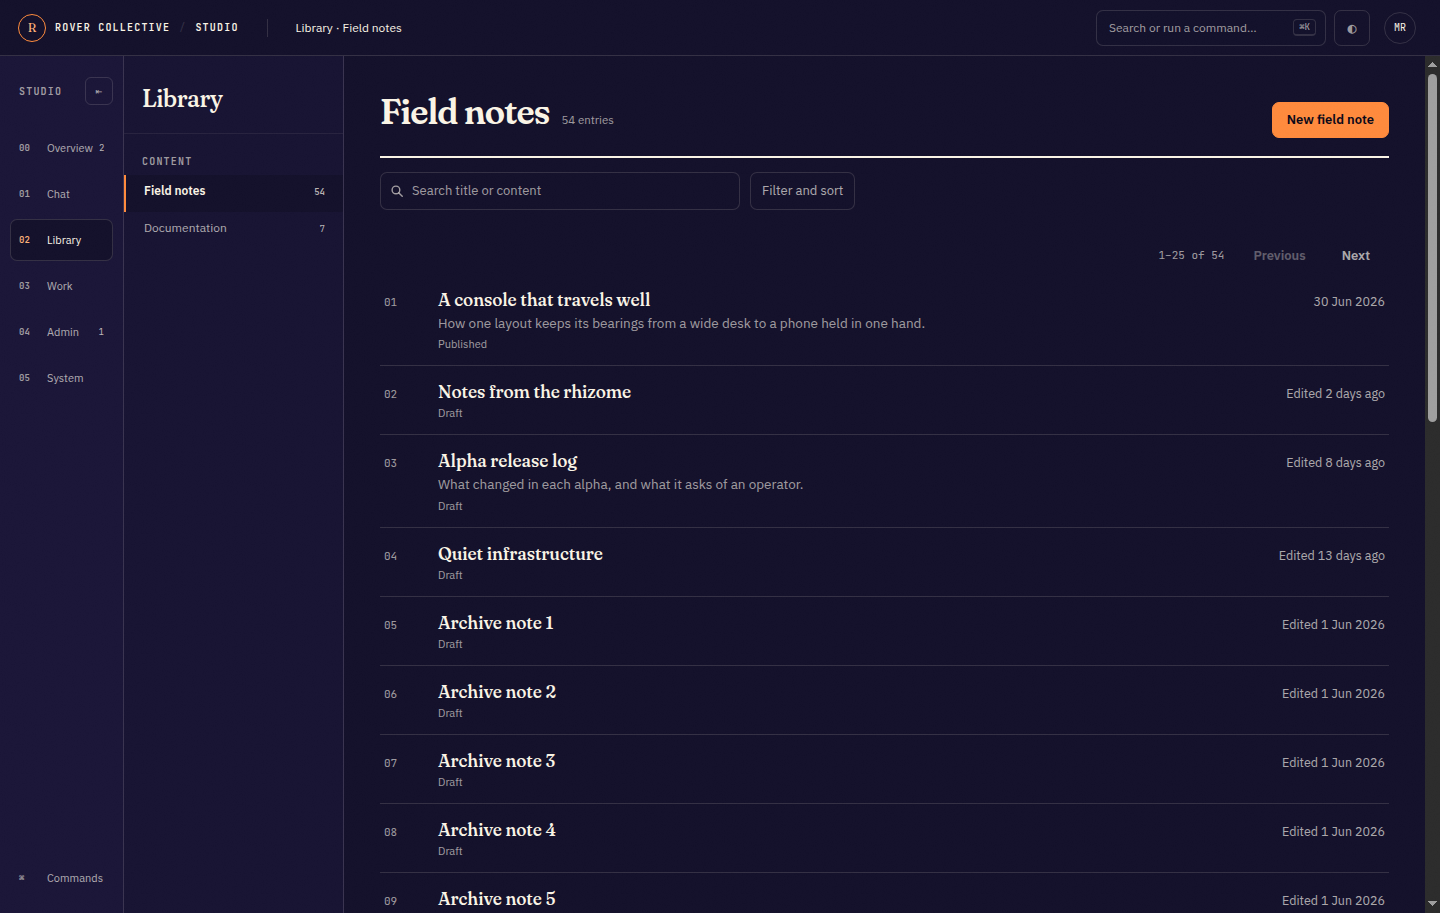 R ROVER COLLECTIVE / STUDIO
Library · Field notes
Search or run a command... ⌘K
MR
STUDIO
00 Overview 2
01 Chat
02 Library
03 Work
04 Admin 1
05 System
⌘ Commands
Library
CONTENT
Field notes 54
Documentation 7
Field notes 54 entries
New field note
Search title or content
Filter and sort
1–25 of 54 Previous Next
01 A console that travels well 30 Jun 2026
How one layout keeps its bearings from a wide desk to a phone held in one hand.
Published
02 Notes from the rhizome Edited 2 days ago
Draft
03 Alpha release log Edited 8 days ago
What changed in each alpha, and what it asks of an operator.
Draft
04 Quiet infrastructure Edited 13 days ago
Draft
05 Archive note 1 Edited 1 Jun 2026
Draft
06 Archive note 2 Edited 1 Jun 2026
Draft
07 Archive note 3 Edited 1 Jun 2026
Draft
08 Archive note 4 Edited 1 Jun 2026
Draft
09 Archive note 5 Edited 1 Jun 2026